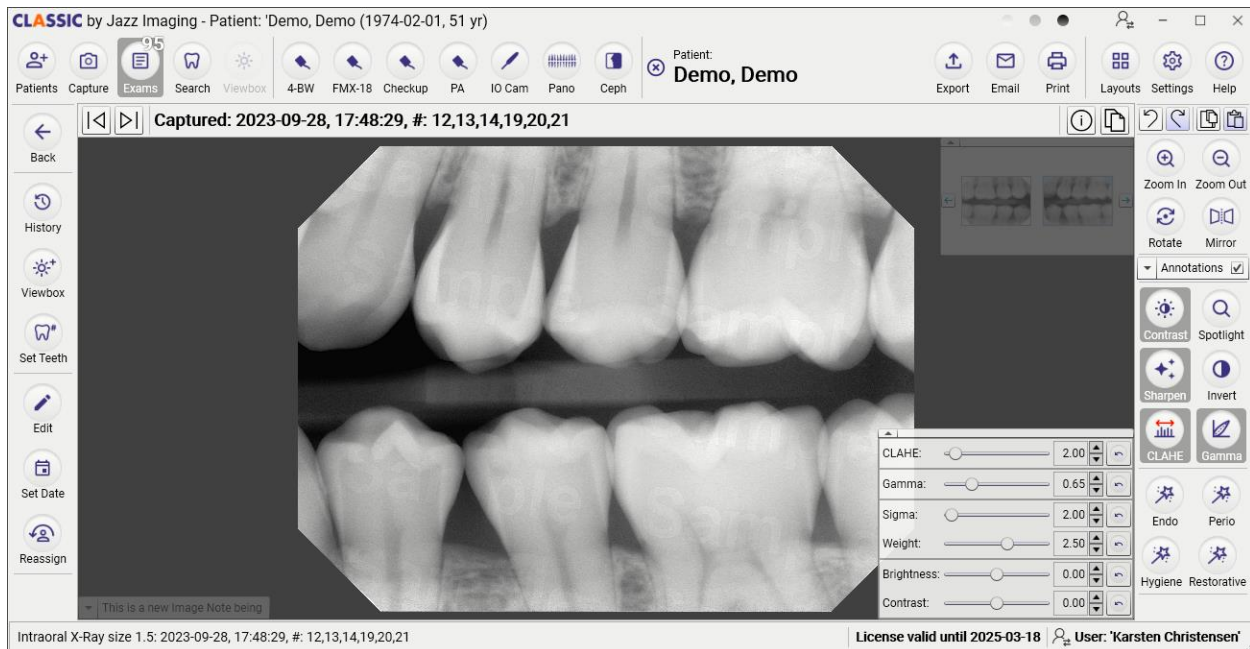 CLASSIC by Jazz Imaging - Patient: 'Demo, Demo (1974-02-01, 51 yr)
95
Patients Capture Exams Search Viewbox 4-BW FMX-18 Checkup PA IO Cam Pano Ceph
Patient:
Demo, Demo
Export Email Print Layouts Settings Help
Captured: 2023-09-28, 17:48:29, #: 12,13,14,19,20,21
Back
History
Viewbox
Set Teeth
Edit
Set Date
Reassign
Zoom In Zoom Out
Rotate Mirror
Annotations
Contrast Spotlight
Sharpen Invert
CLAHE Gamma
Endo Perio
Hygiene Restorative
CLAHE: 2.00
Gamma: 0.65
Sigma: 2.00
Weight: 2.50
Brightness: 0.00
Contrast: 0.00
This is a new Image Note being
Intraoral X-Ray size 1.5: 2023-09-28, 17:48:29, #: 12,13,14,19,20,21
License valid until 2025-03-18 User: 'Karsten Christensen'